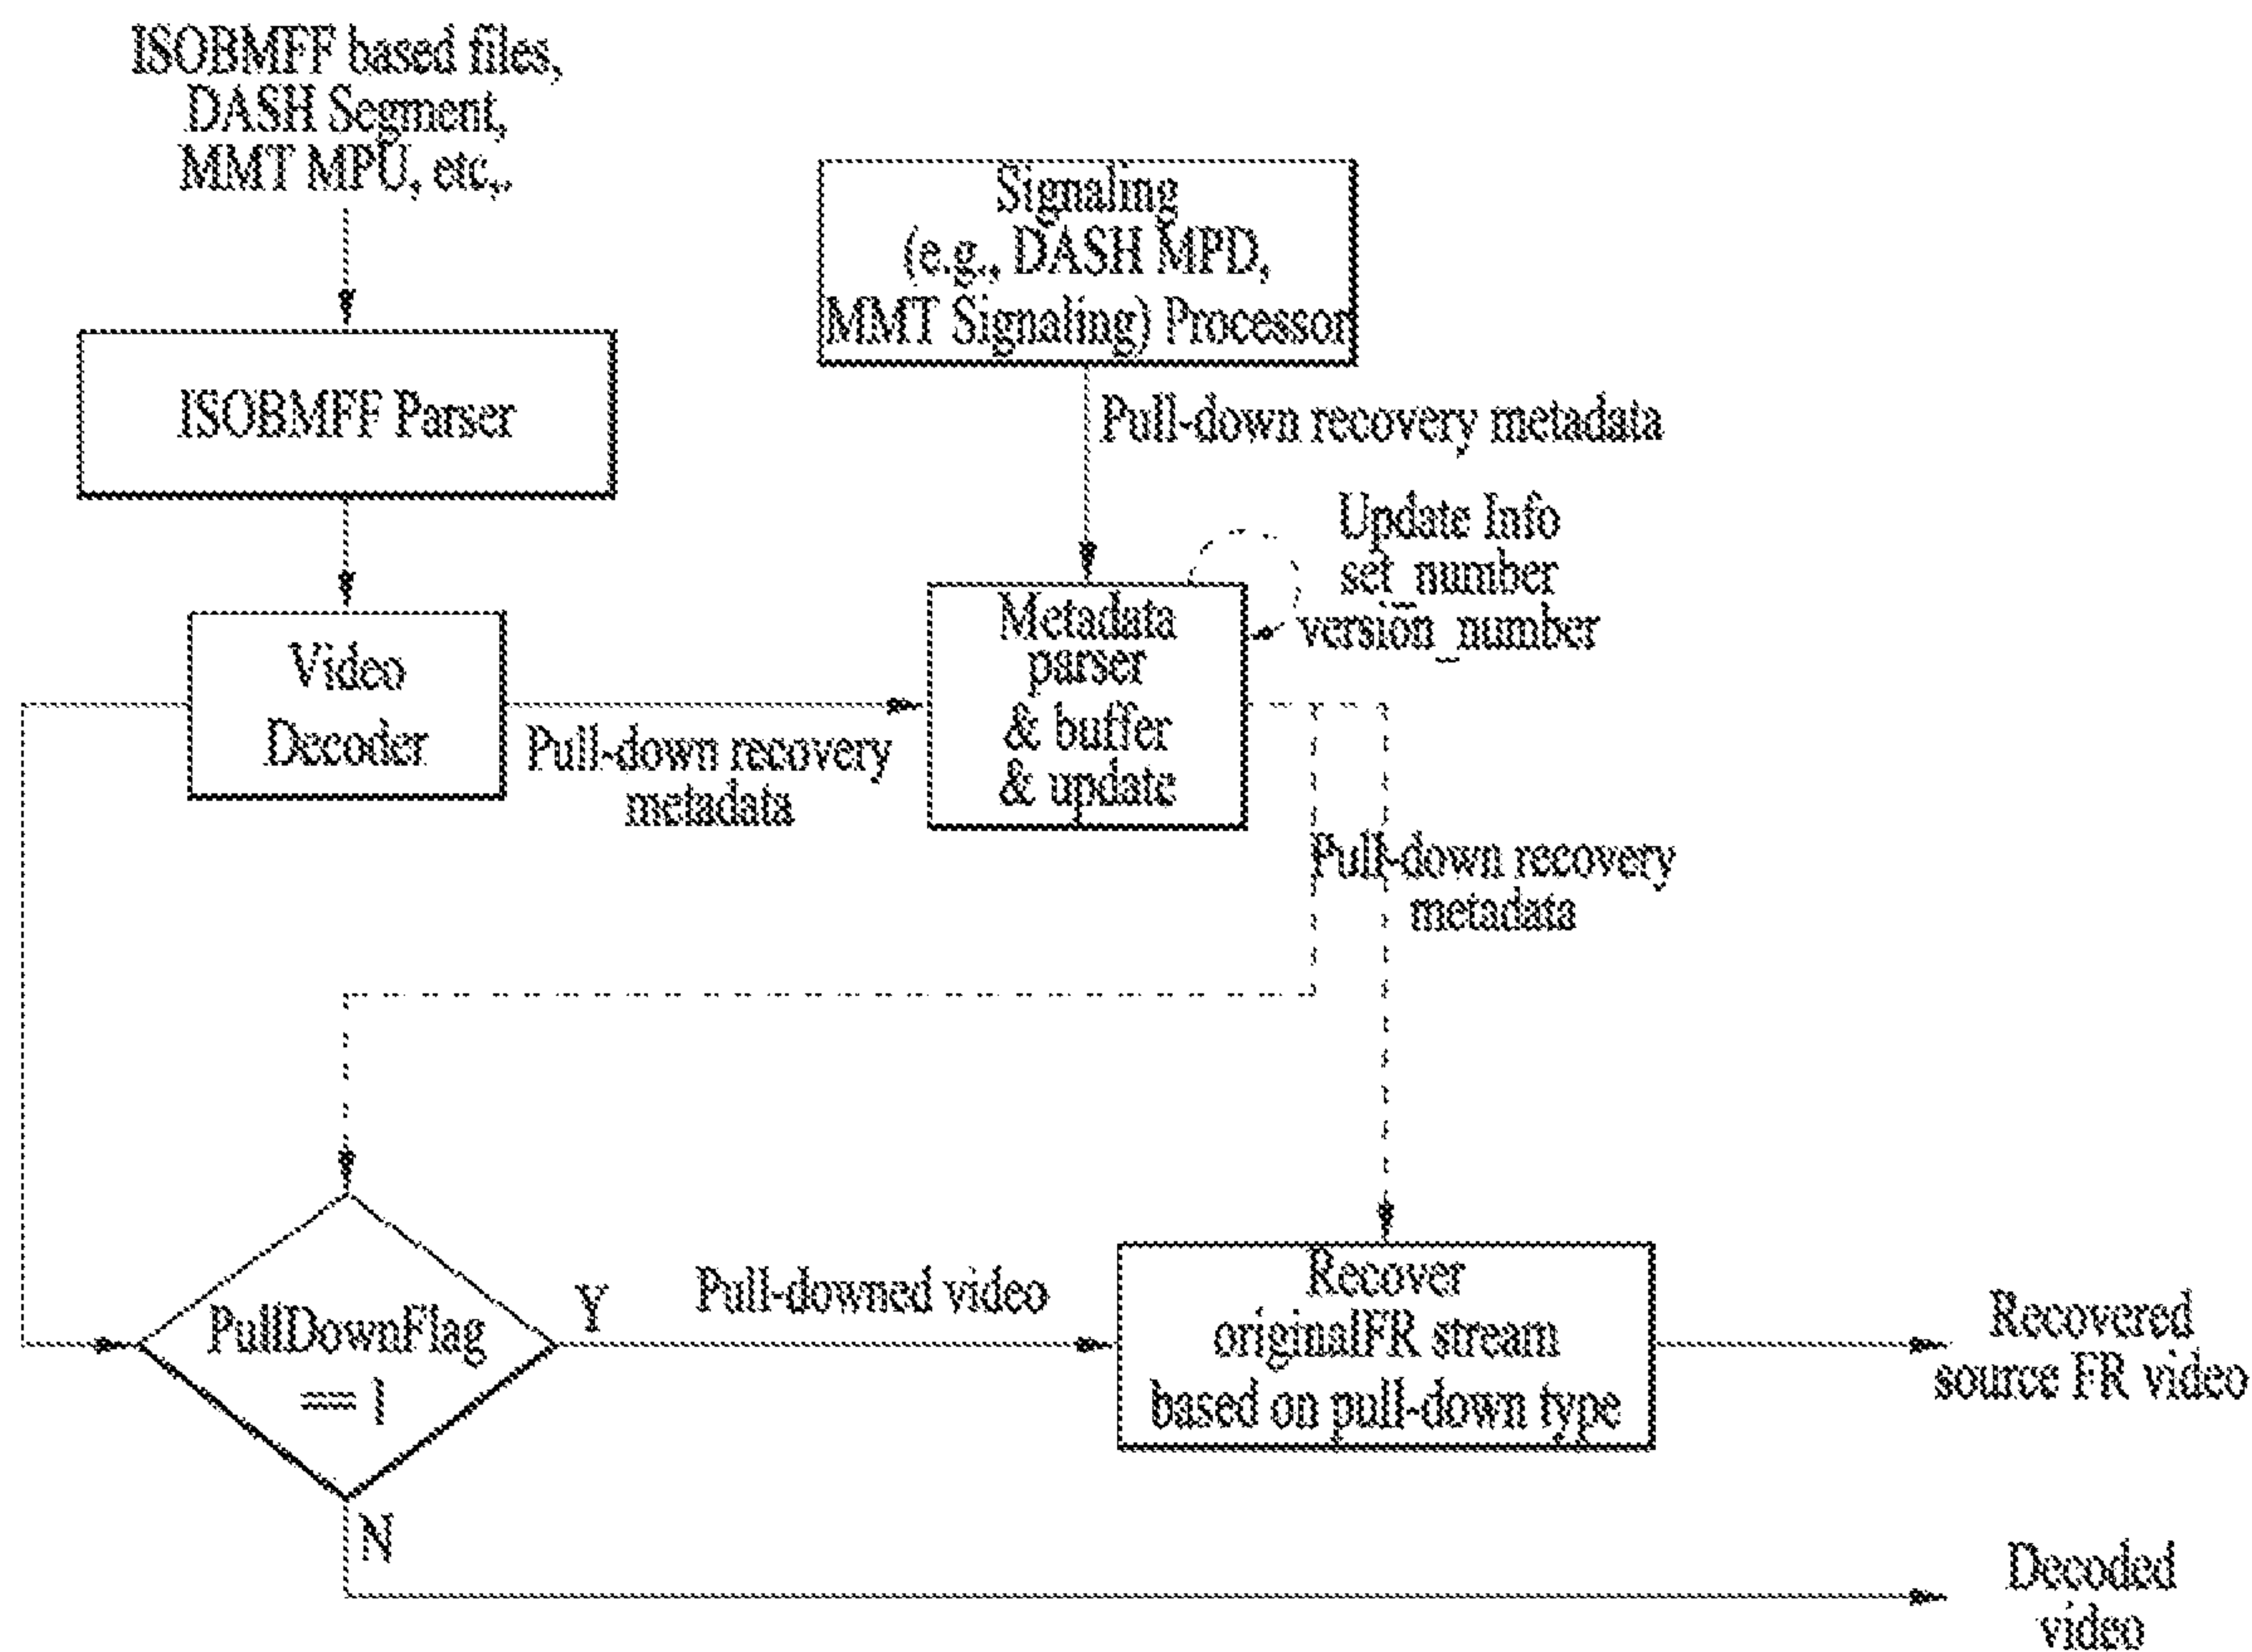 ISOBMFF based files,
DASH Segment,
MMT MPU, etc,.
Signaling
(e.g., DASH MPD,
MMT Signaling) Processor
ISOBMFF Parser
Pull-down recovery metadata
Update Info
set_number
version_number
Video
Decoder
Pull-down recovery
metadata
Metadata
parser
& buffer
& update
Pull-down recovery
metadata
PullDownFlag
== 1
Y
Pull-downed video
Recover
originalFR stream
based on pull-down type
Recovered
source FR video
N
Decoded
video